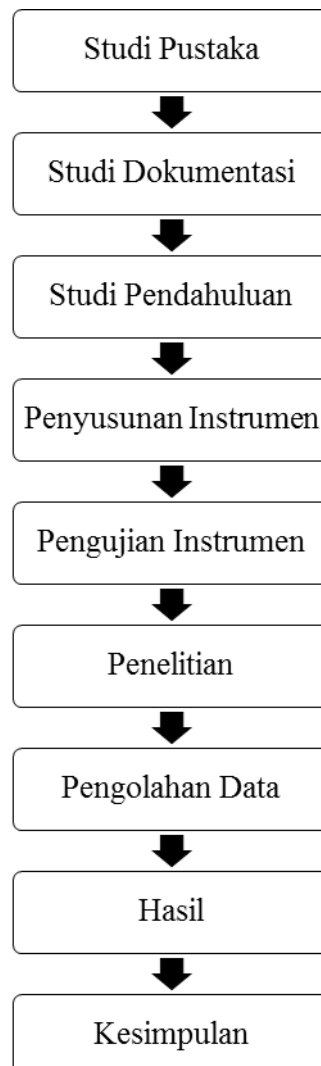 Studi Pustaka
Studi Dokumentasi
Studi Pendahuluan
Penyusunan Instrumen
Pengujian Instrumen
Penelitian
Pengolahan Data
Hasil
Kesimpulan